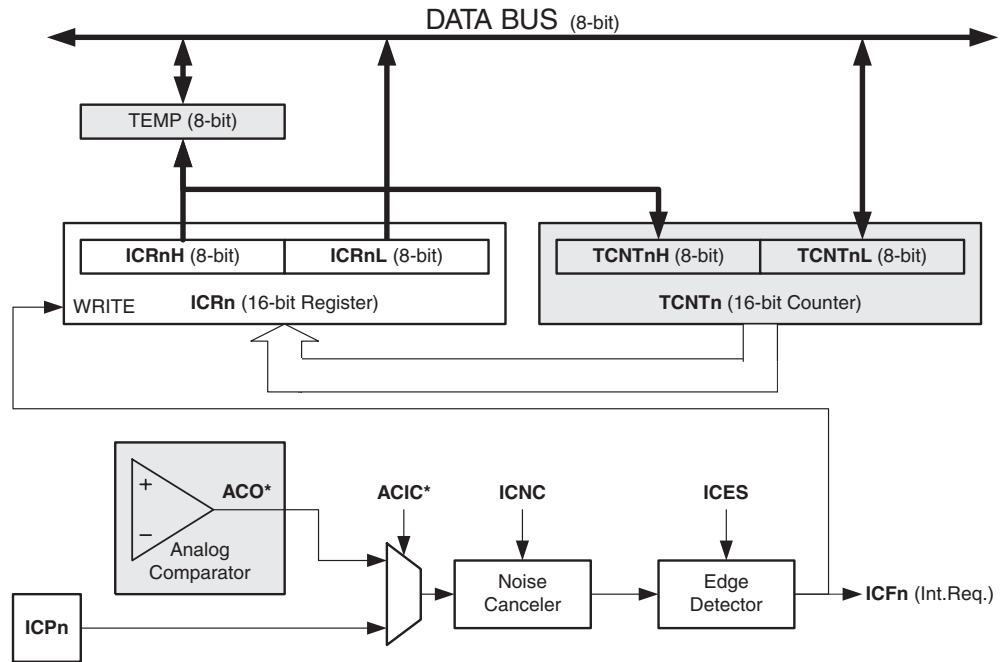 DATA BUS (8-bit)
TEMP (8-bit)
ICRnH (8-bit)
ICRnL (8-bit)
TCNTnH (8-bit)
TCNTnL (8-bit)
WRITE
ICRn (16-bit Register)
TCNTn (16-bit Counter)
+
−
ACO*
Analog
Comparator
ACIC*
ICNC
ICES
Noise
Canceler
Edge
Detector
ICFn (Int.Req.)
ICPn